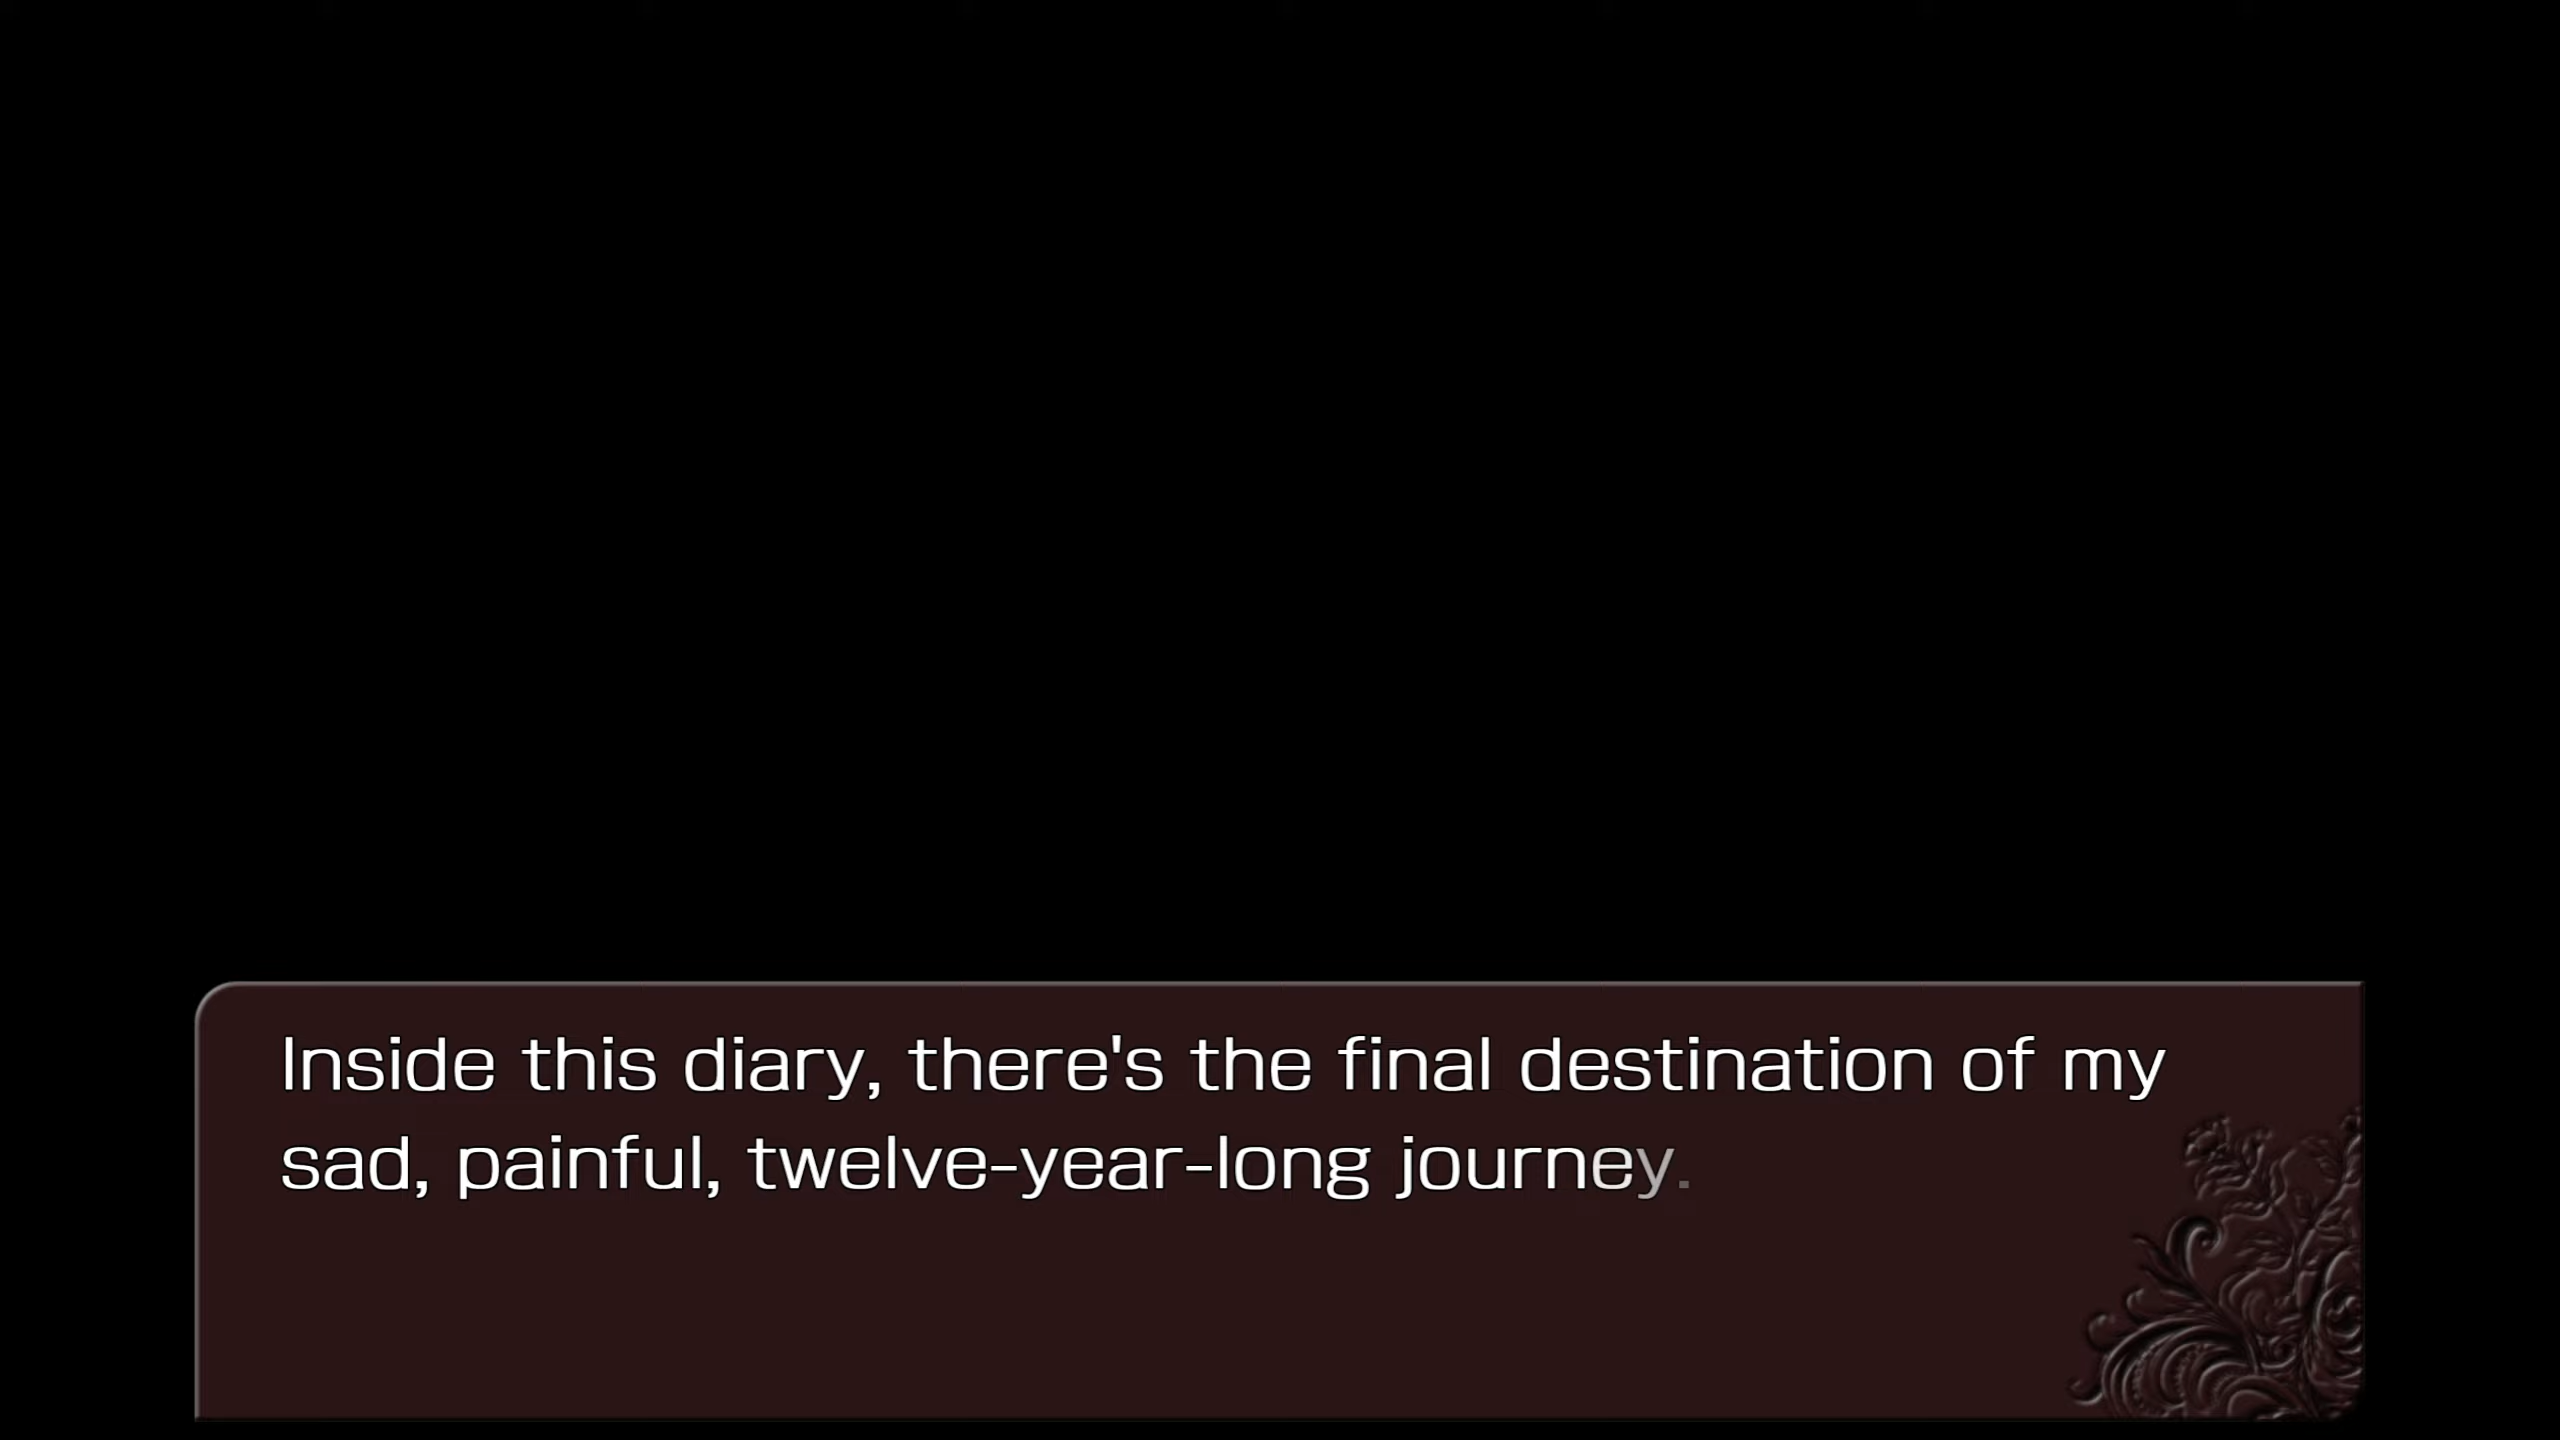 Inside this diary, there's the final destination of my
sad, painful, twelve-year-long journey.